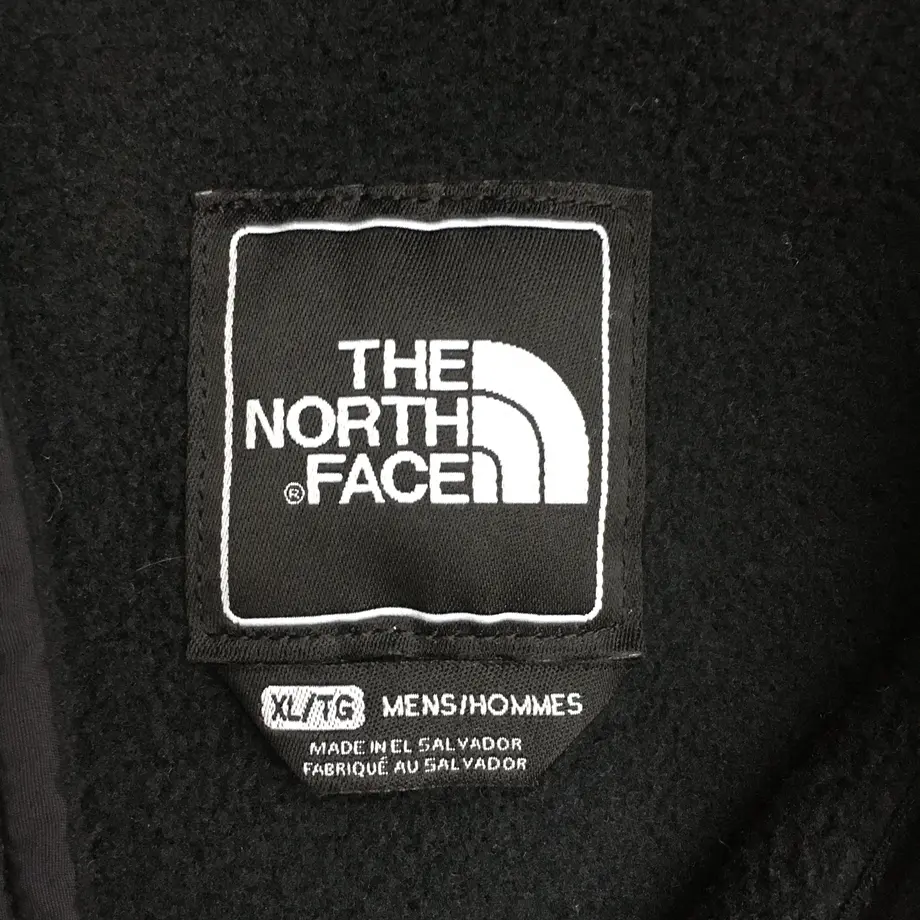 THE
NORTH
®FACE
XL/TG MENS/HOMMES
MADE IN EL SALVADOR
FABRIQUÉ AU SALVADOR